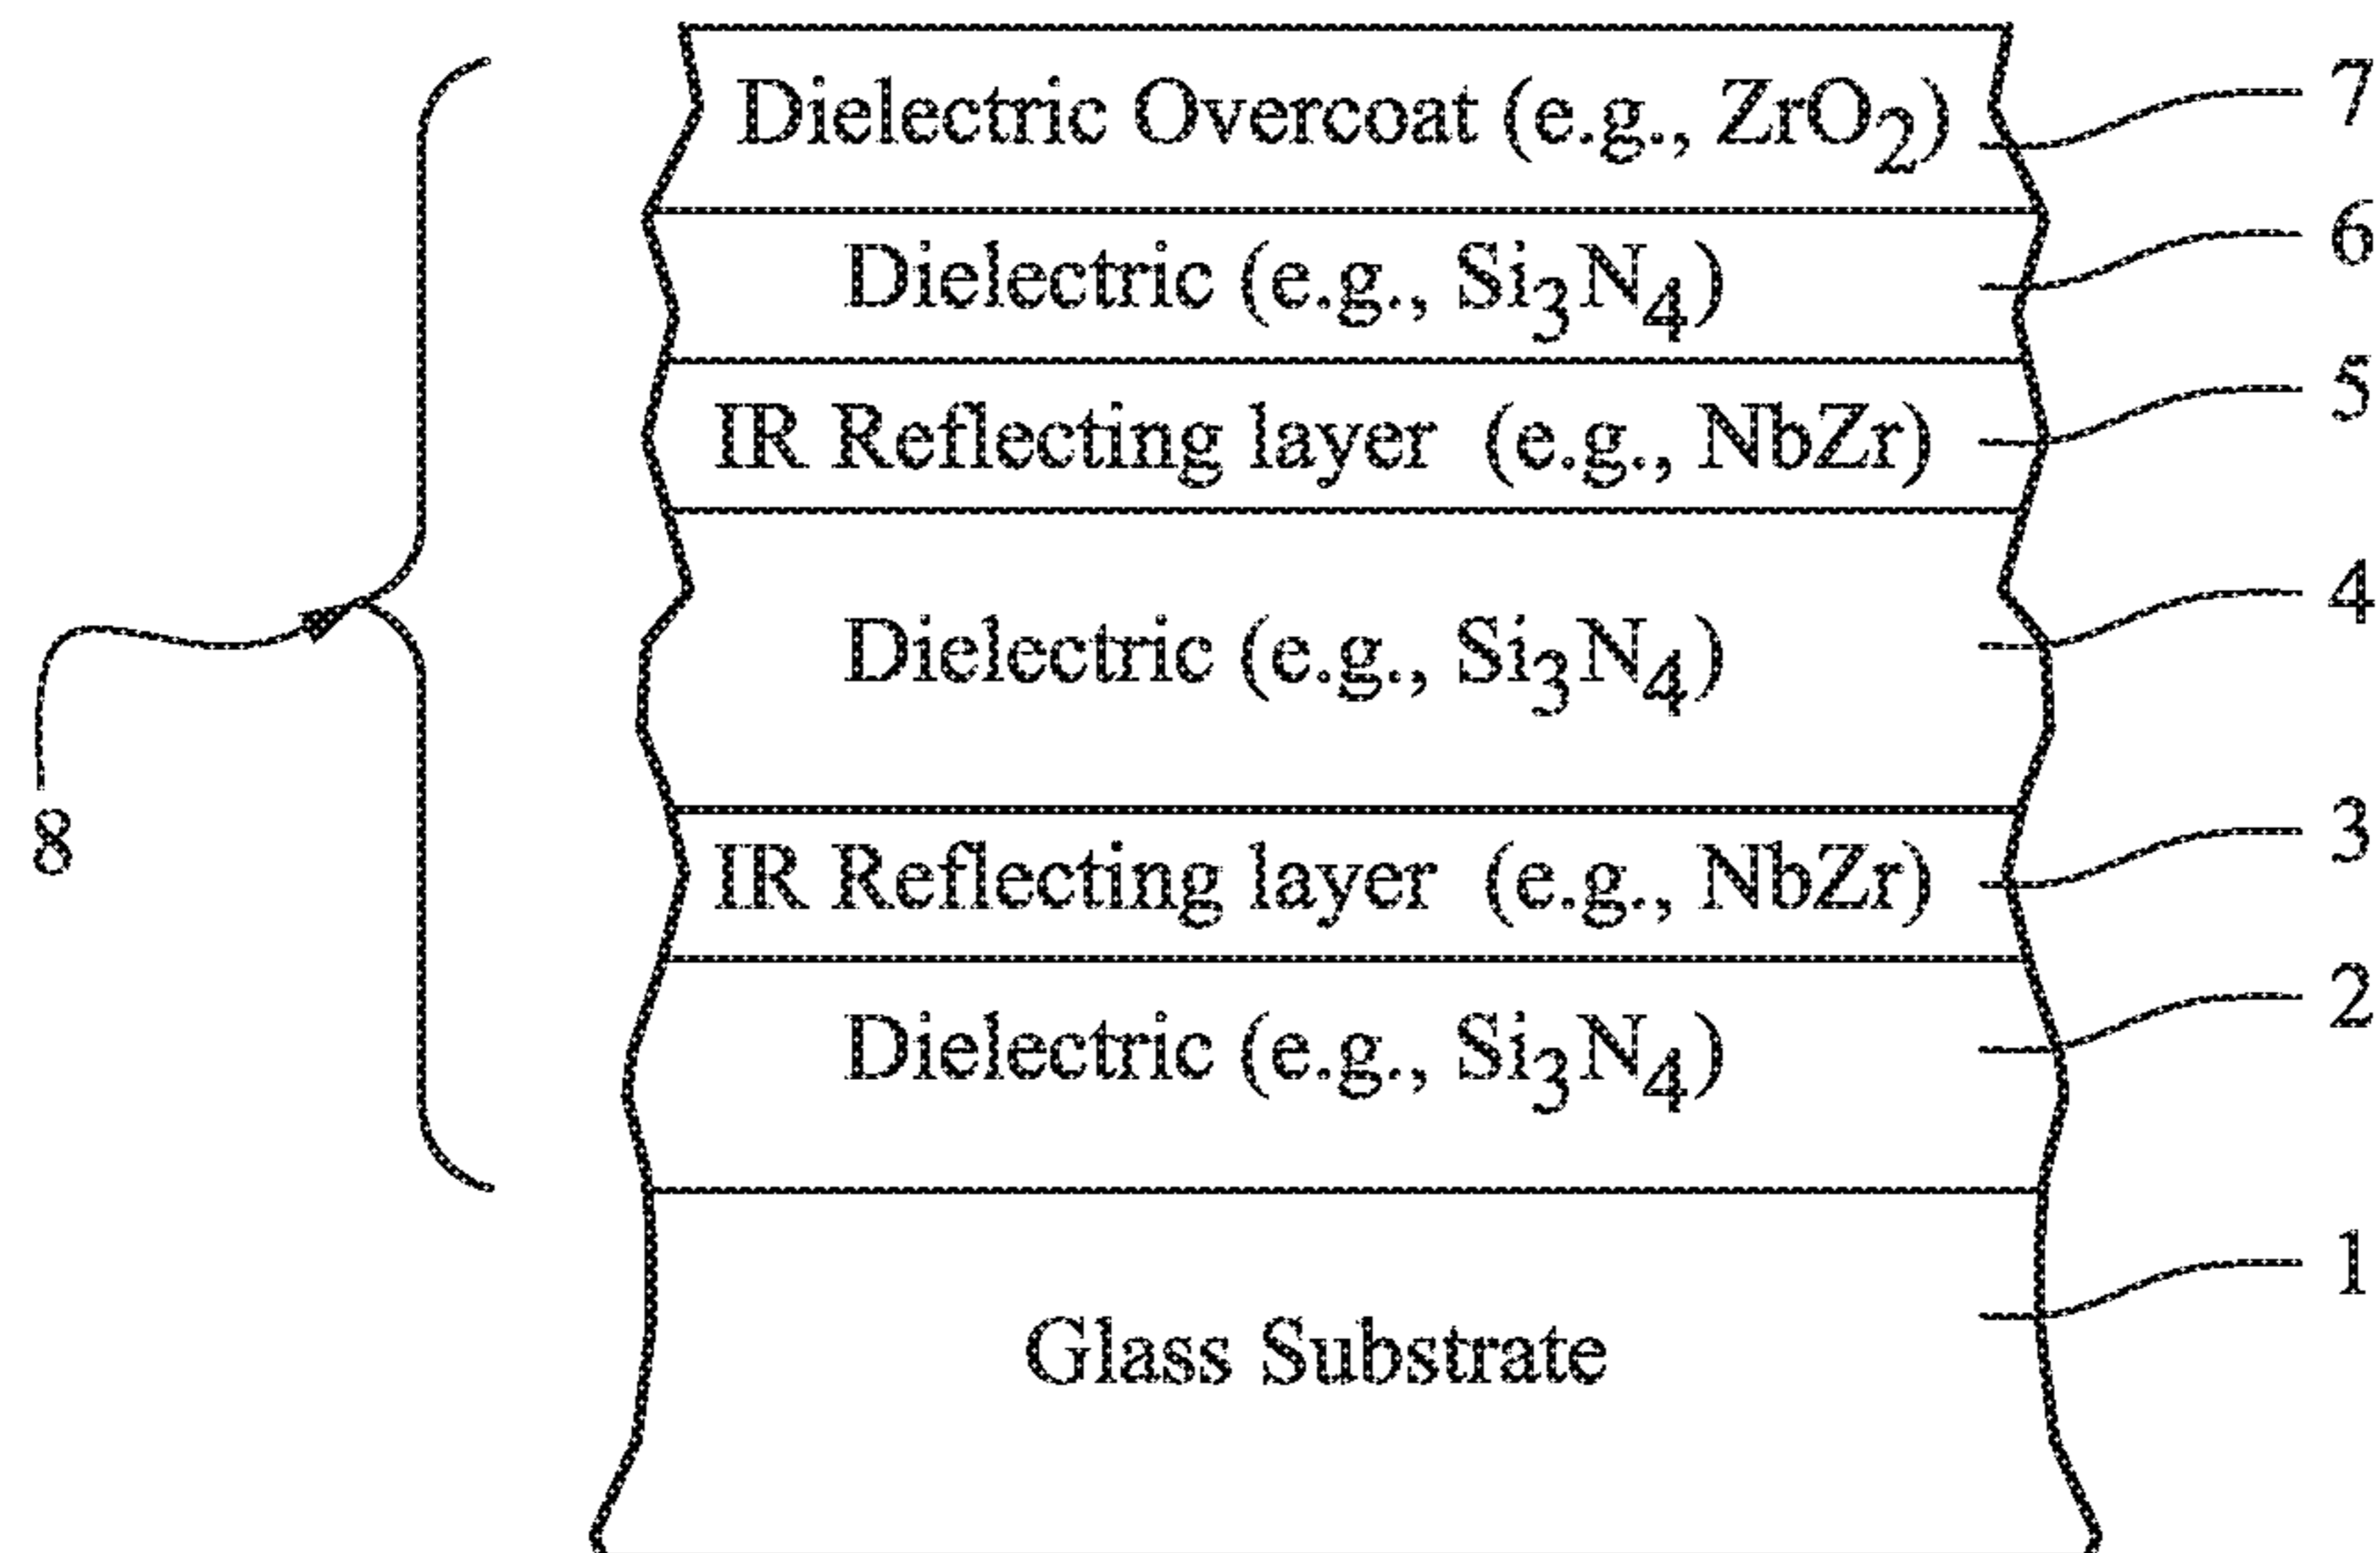 Dielectric Overcoat (e.g., ZrO₂) 7
Dielectric (e.g., Si₃N₄) 6
IR Reflecting layer (e.g., NbZr) 5
Dielectric (e.g., Si₃N₄) 4
8
IR Reflecting layer (e.g., NbZr) 3
Dielectric (e.g., Si₃N₄) 2
Glass Substrate 1